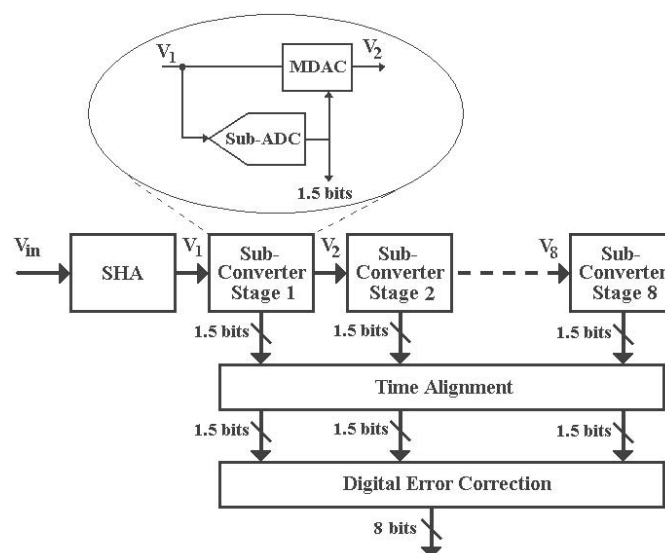 V1
MDAC
V2
Sub-ADC
1.5 bits
Vin
SHA
V1
Sub-
Converter
Stage 1
V2
Sub-
Converter
Stage 2
V8
Sub-
Converter
Stage 8
1.5 bits
1.5 bits
1.5 bits
Time Alignment
1.5 bits
1.5 bits
1.5 bits
Digital Error Correction
8 bits